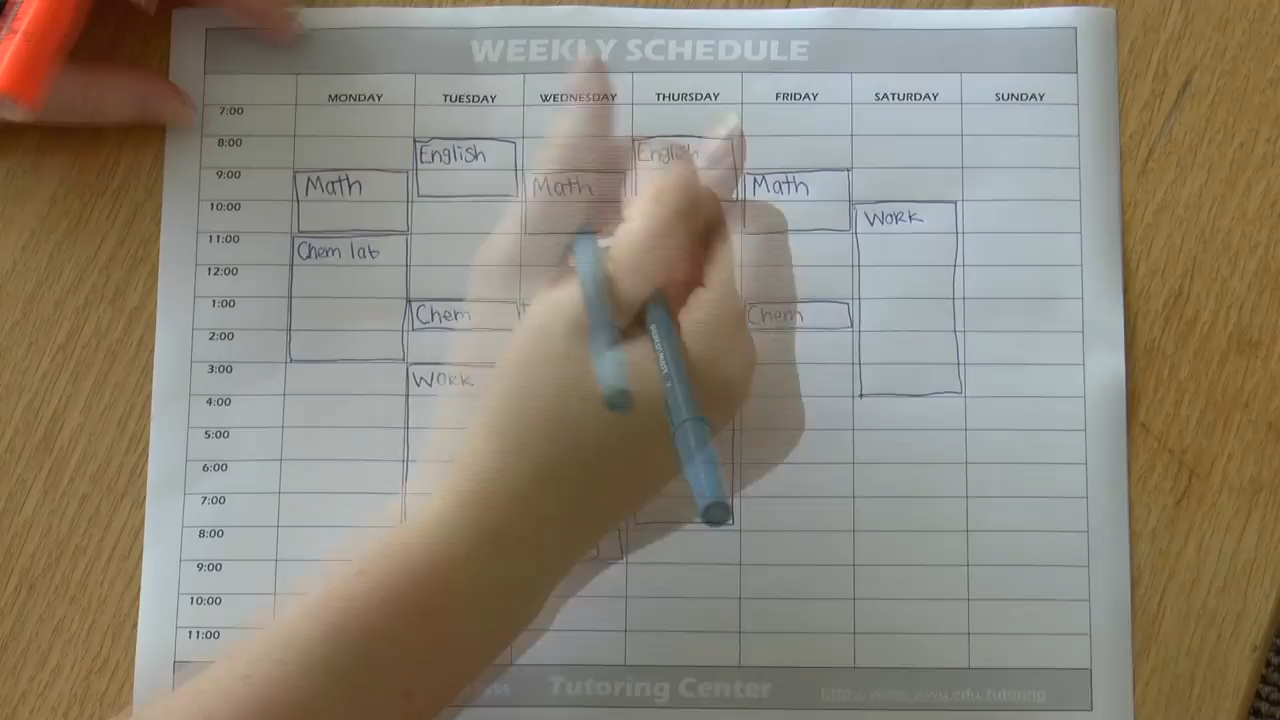 WEEKLY SCHEDULE
MONDAY TUESDAY WEDNESDAY THURSDAY FRIDAY SATURDAY SUNDAY
7:00
8:00 English English
9:00 Math Math Math
10:00 Work
11:00 Chem lab
12:00
1:00 Chem Chem
2:00
3:00 Work
4:00
5:00
6:00
7:00
8:00
9:00
10:00
11:00
Tutoring Center